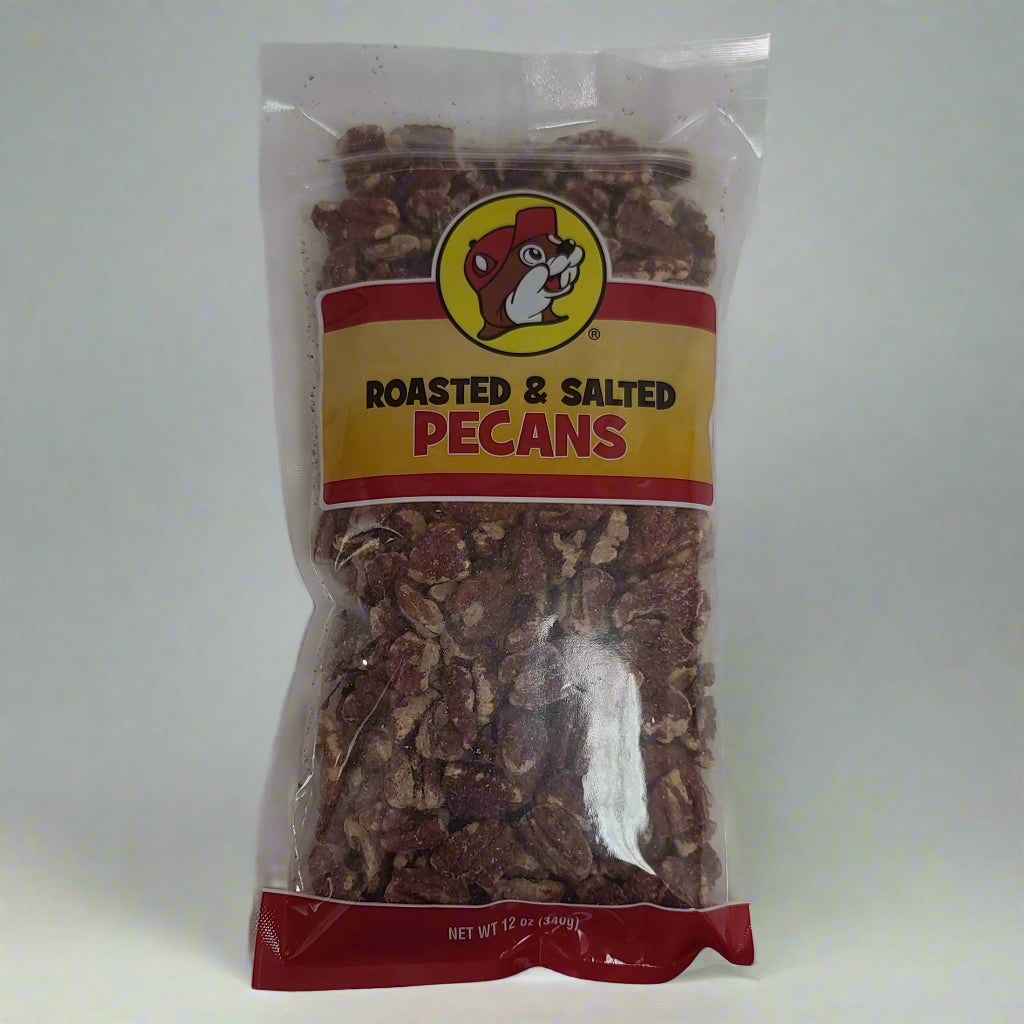 ®
ROASTED & SALTED
PECANS
NET WT 12 oz (340g)